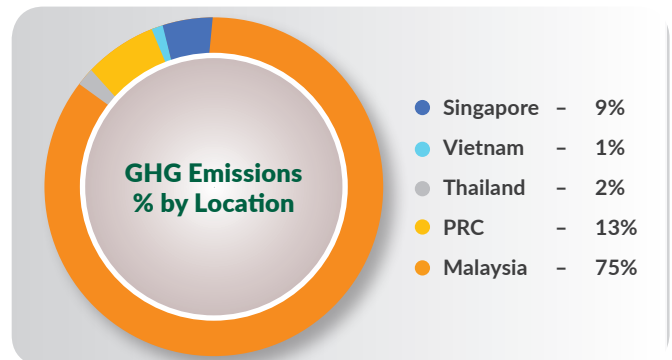 GHG Emissions
% by Location
Singapore – 9%
Vietnam – 1%
Thailand – 2%
PRC – 13%
Malaysia – 75%